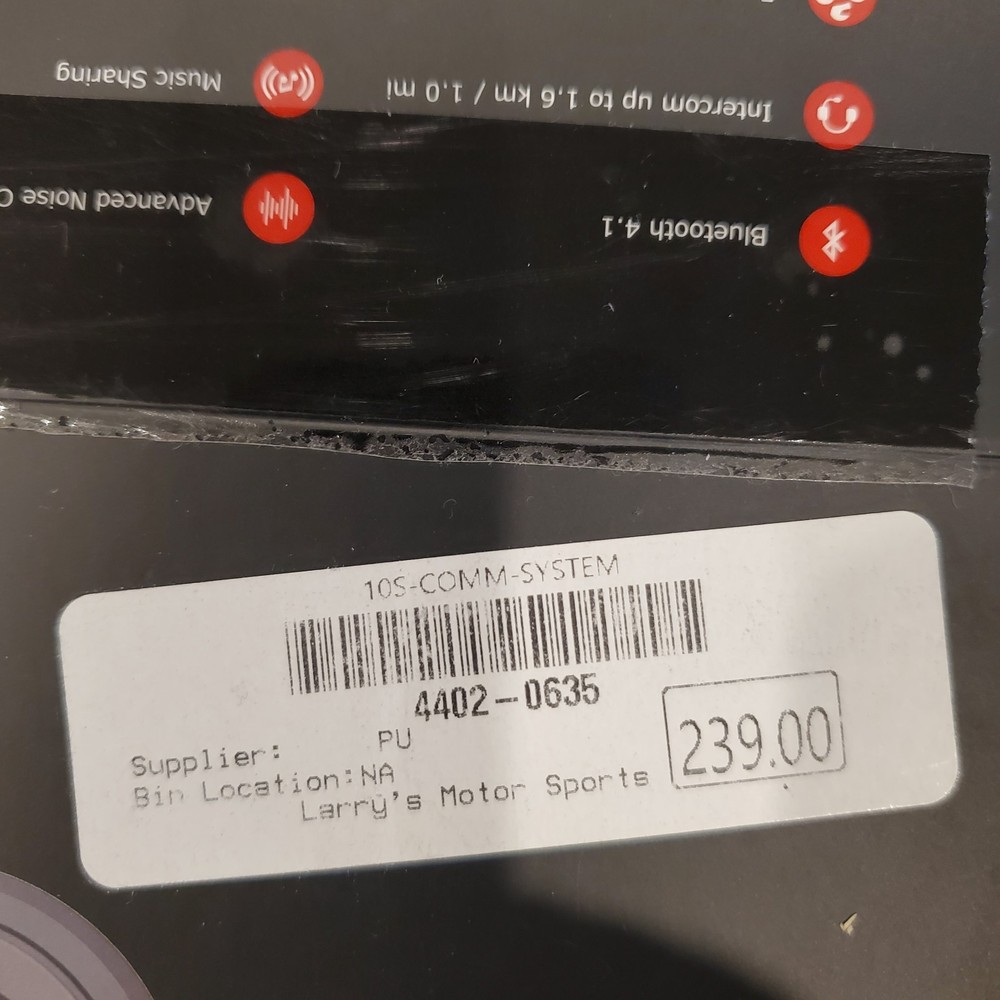 Music Sharing
Intercom up to 1.6 km / 1.0 mi
Advanced Noise C
Bluetooth 4.1
10S-COMM-SYSTEM
4402-0635
Supplier: PU
Bin Location: NA
Larry's Motor Sports
239.00